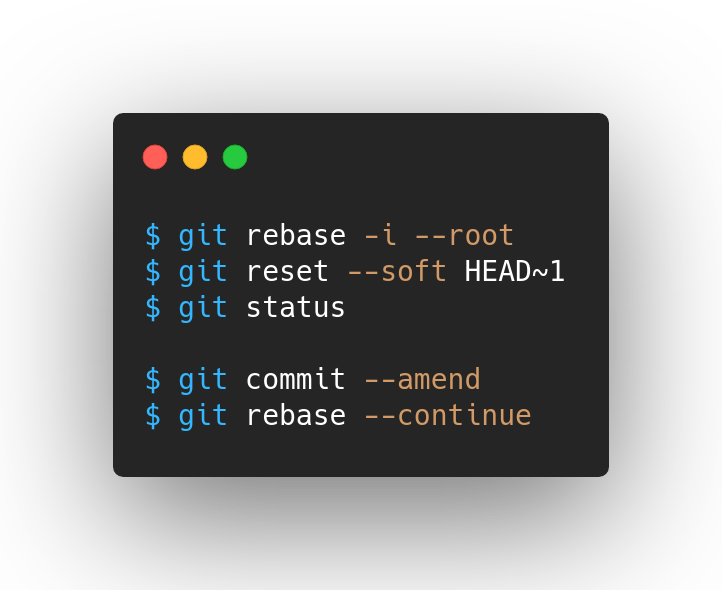 $ git rebase -i --root
$ git reset --soft HEAD~1
$ git status
$ git commit --amend
$ git rebase --continue